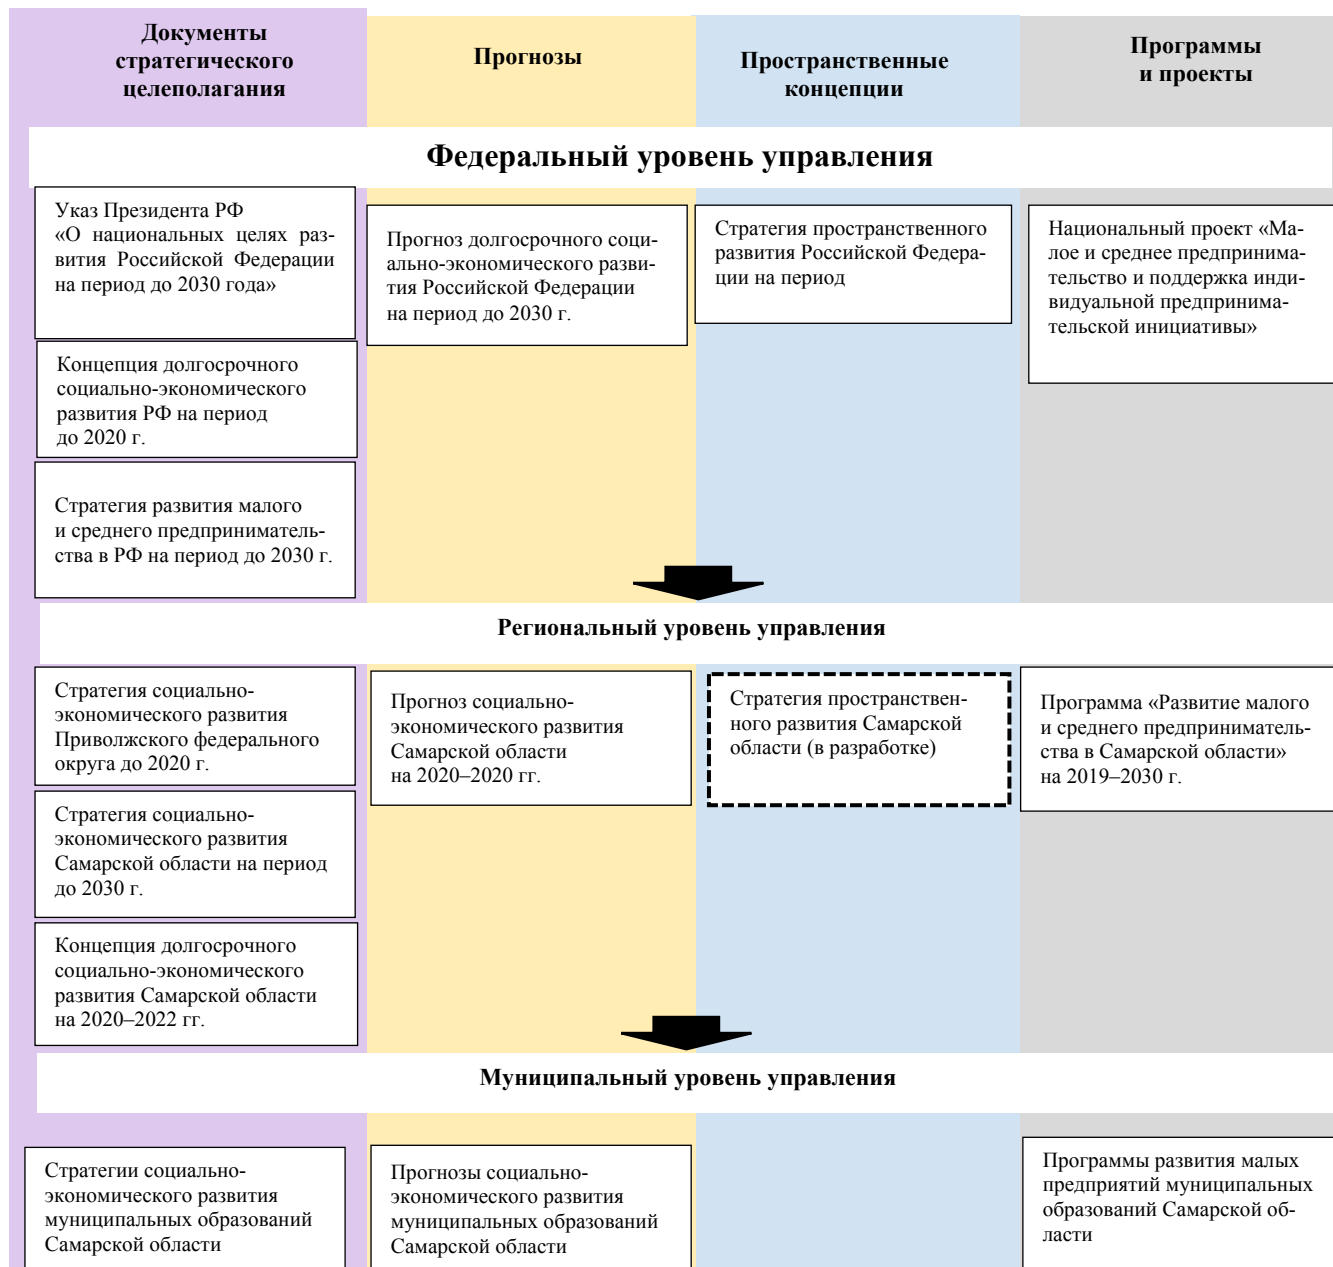 Документы
стратегического
целеполагания
Прогнозы
Пространственные
концепции
Программы
и проекты
Федеральный уровень управления
Указ Президента РФ
«О национальных целях раз-
вития Российской Федерации
на период до 2030 года»
Концепция долгосрочного
социально-экономического
развития РФ на период
до 2020 г.
Стратегия развития малого
и среднего предприниматель-
ства в РФ на период до 2030 г.
Прогноз долгосрочного соци-
ально-экономического разви-
тия Российской Федерации
на период до 2030 г.
Стратегия пространственного
развития Российской Федера-
ции на период
Национальный проект «Ма-
лое и среднее предпринима-
тельство и поддержка инди-
видуальной предпринима-
тельской инициативы»
Региональный уровень управления
Стратегия социально-
экономического развития
Приволжского федерального
округа до 2020 г.
Стратегия социально-
экономического развития
Самарской области на период
до 2030 г.
Концепция долгосрочного
социально-экономического
развития Самарской области
на 2020–2022 гг.
Прогноз социально-
экономического развития
Самарской области
на 2020–2020 гг.
Стратегия пространствен-
ного развития Самарской
области (в разработке)
Программа «Развитие малого
и среднего предприниматель-
ства в Самарской области»
на 2019–2030 г.
Муниципальный уровень управления
Стратегии социально-
экономического развития
муниципальных образований
Самарской области
Прогнозы социально-
экономического развития
муниципальных образований
Самарской области
Программы развития малых
предприятий муниципальных
образований Самарской об-
ласти